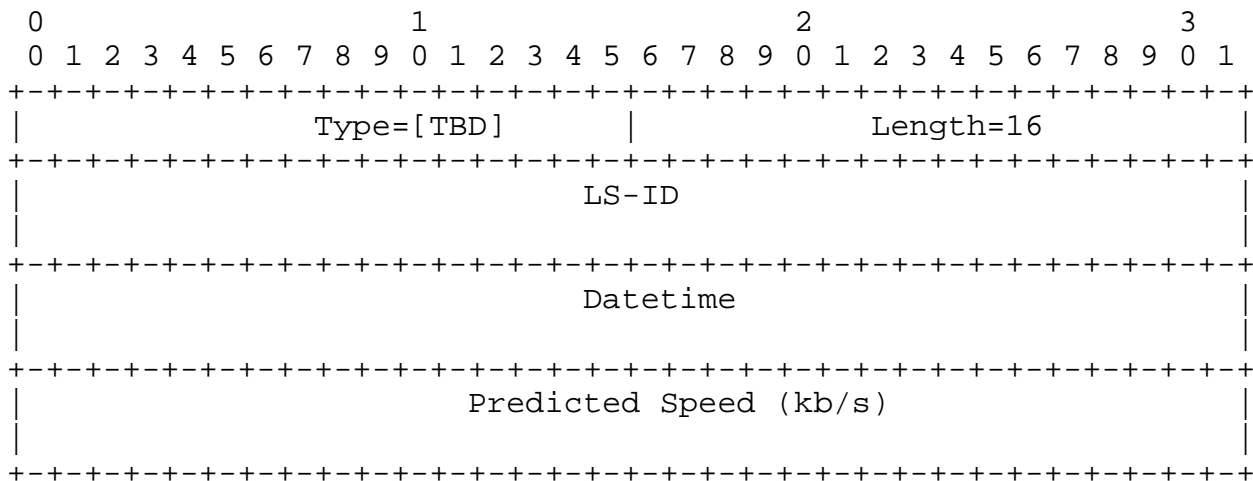 0                   1                   2                   3
 0 1 2 3 4 5 6 7 8 9 0 1 2 3 4 5 6 7 8 9 0 1 2 3 4 5 6 7 8 9 0 1
+-+-+-+-+-+-+-+-+-+-+-+-+-+-+-+-+-+-+-+-+-+-+-+-+-+-+-+-+-+-+-+-+
|               Type=[TBD]      |            Length=16          |
+-+-+-+-+-+-+-+-+-+-+-+-+-+-+-+-+-+-+-+-+-+-+-+-+-+-+-+-+-+-+-+-+
|                             LS-ID                             |
|                                                               |
+-+-+-+-+-+-+-+-+-+-+-+-+-+-+-+-+-+-+-+-+-+-+-+-+-+-+-+-+-+-+-+-+
|                             Datetime                          |
|                                                               |
+-+-+-+-+-+-+-+-+-+-+-+-+-+-+-+-+-+-+-+-+-+-+-+-+-+-+-+-+-+-+-+-+
|                       Predicted Speed (kb/s)                  |
|                                                               |
+-+-+-+-+-+-+-+-+-+-+-+-+-+-+-+-+-+-+-+-+-+-+-+-+-+-+-+-+-+-+-+-+